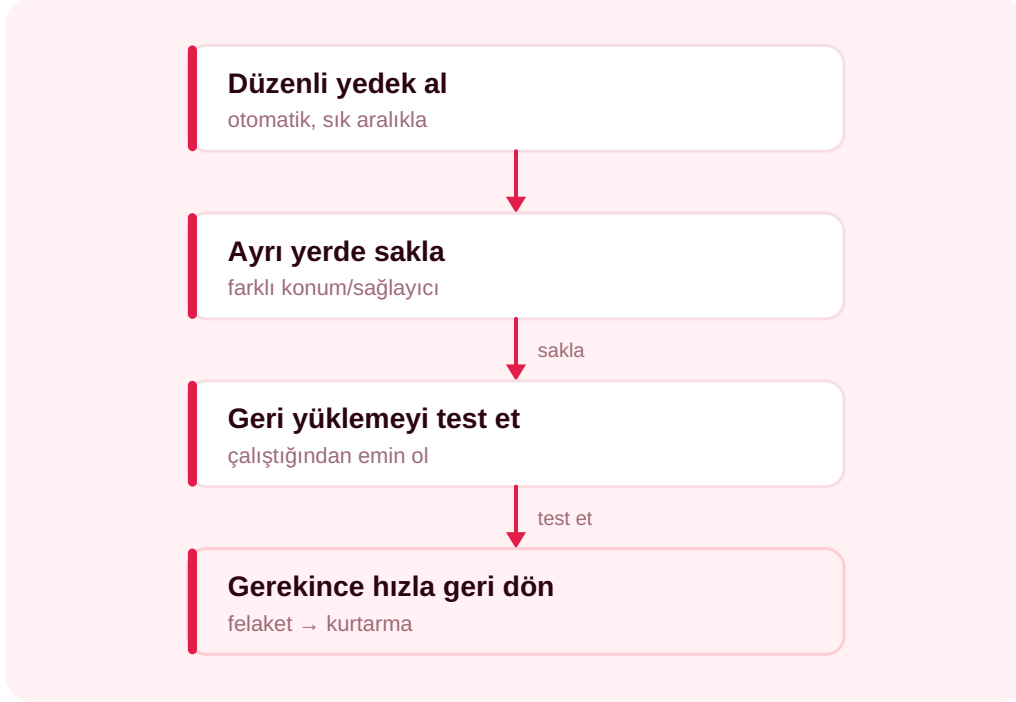 Düzenli yedek al
otomatik, sık aralıkla
Ayrı yerde sakla
farklı konum/sağlayıcı
sakla
Geri yüklemeyi test et
çalıştığından emin ol
test et
Gerekince hızla geri dön
felaket → kurtarma